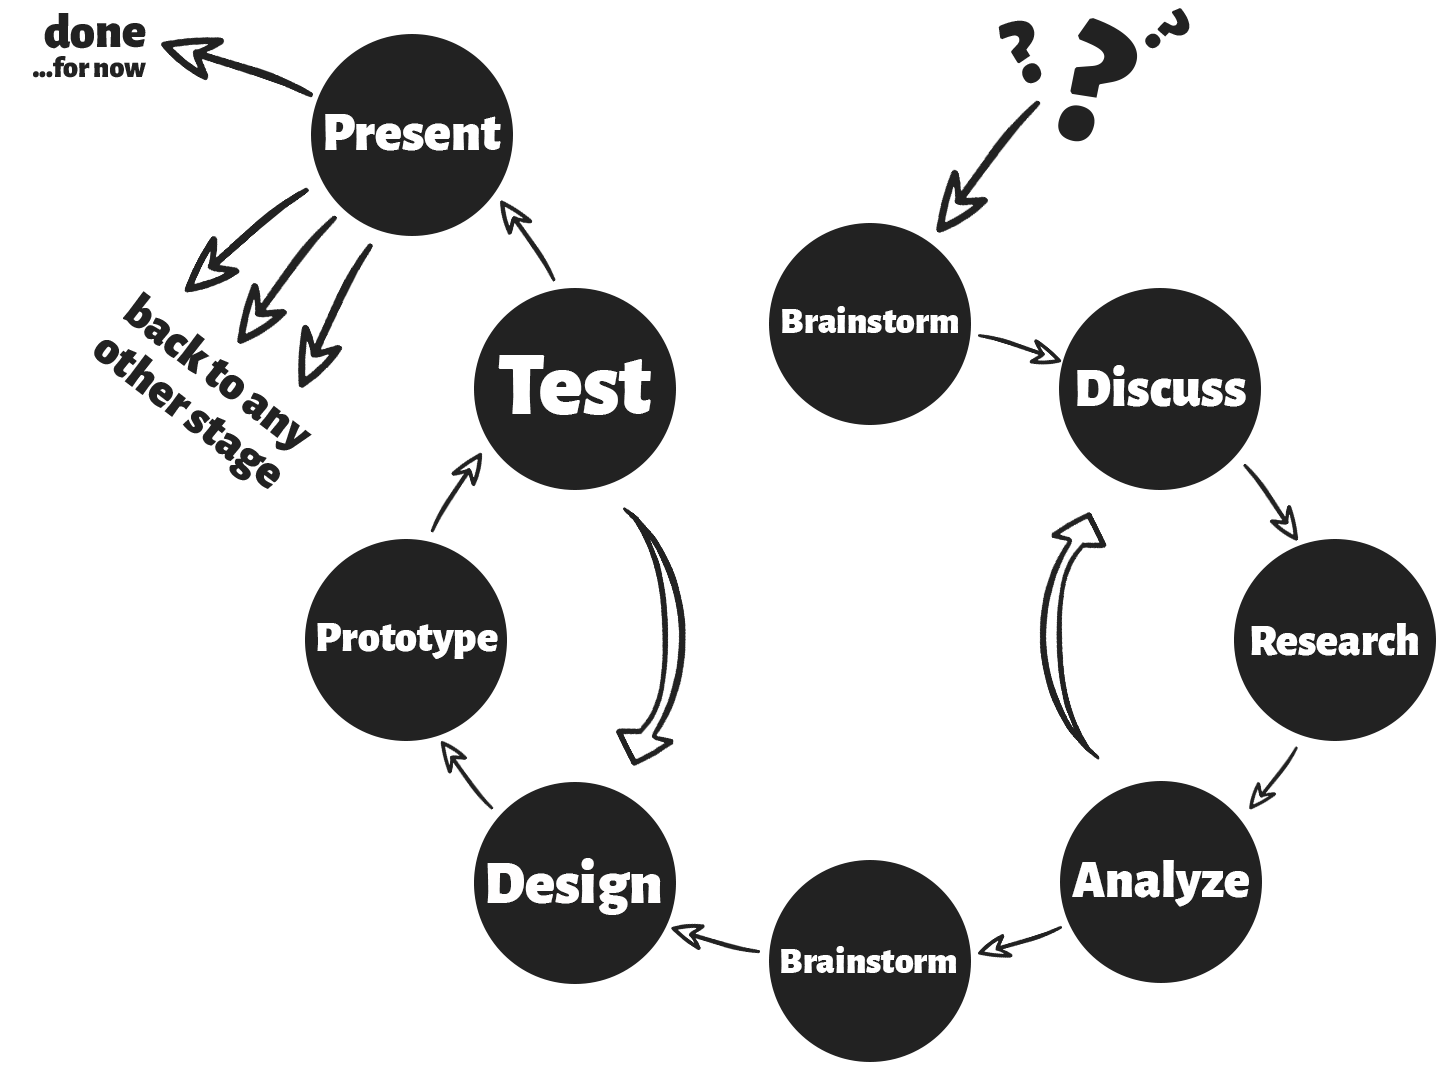 done
...for now
Present
back to any
other stage
? ? ?
Brainstorm
Discuss
Research
Analyze
Brainstorm
Design
Prototype
Test